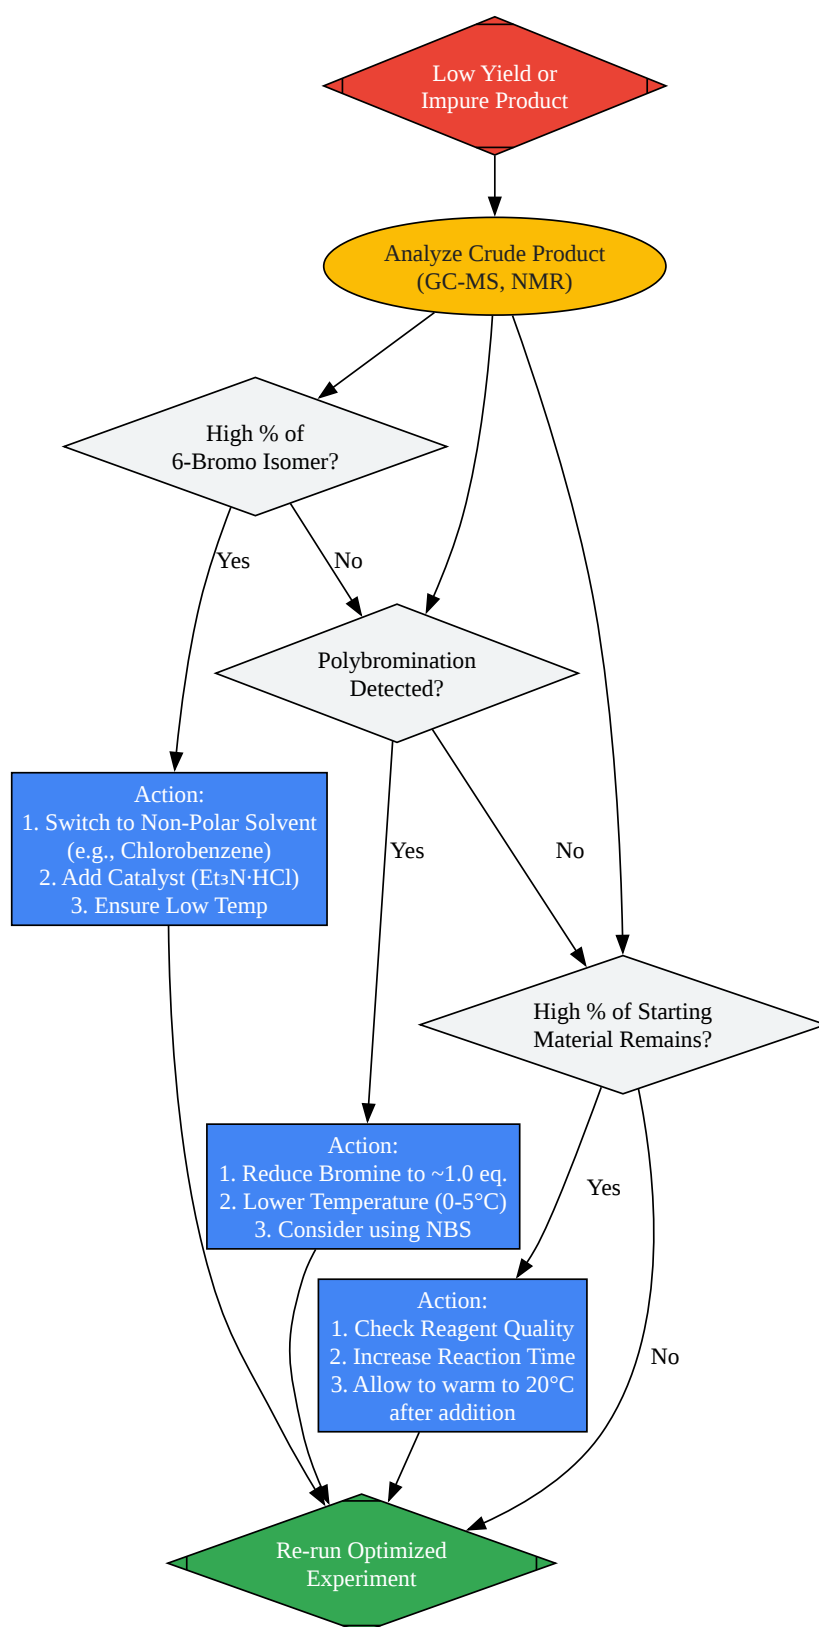 Low Yield or
Impure Product
Analyze Crude Product
(GC-MS, NMR)
High % of
6-Bromo Isomer?
Yes
No
Polybromination
Detected?
Action:
1. Switch to Non-Polar Solvent
(e.g., Chlorobenzene)
2. Add Catalyst (Et₃N·HCl)
3. Ensure Low Temp
Yes
No
High % of Starting
Material Remains?
Action:
1. Reduce Bromine to ~1.0 eq.
2. Lower Temperature (0-5°C)
3. Consider using NBS
Yes
Action:
1. Check Reagent Quality
2. Increase Reaction Time
3. Allow to warm to 20°C
after addition
No
Re-run Optimized
Experiment